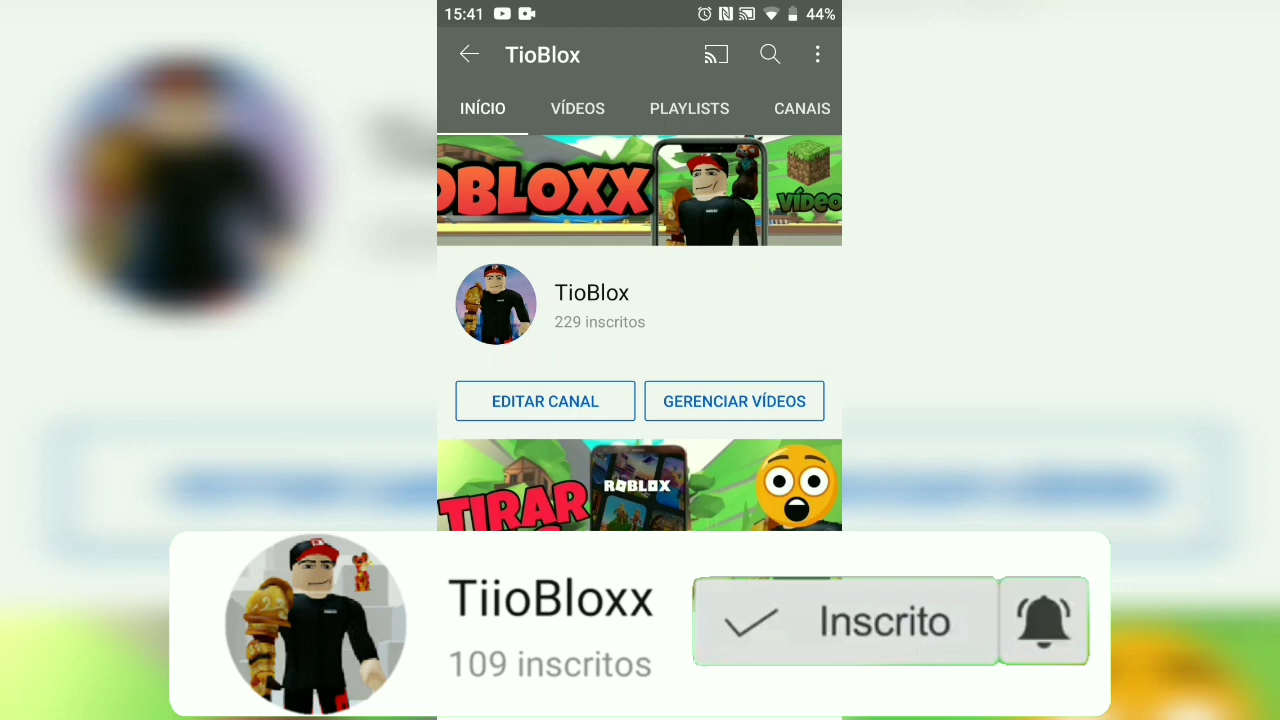 15:41
44%
TioBlox
INÍCIO VÍDEOS PLAYLISTS CANAIS
OBLOXX
VÍDEO
TioBlox
229 inscritos
EDITAR CANAL GERENCIAR VÍDEOS
TIRAR
ROBLOX
TiioBloxx
109 inscritos
Inscrito